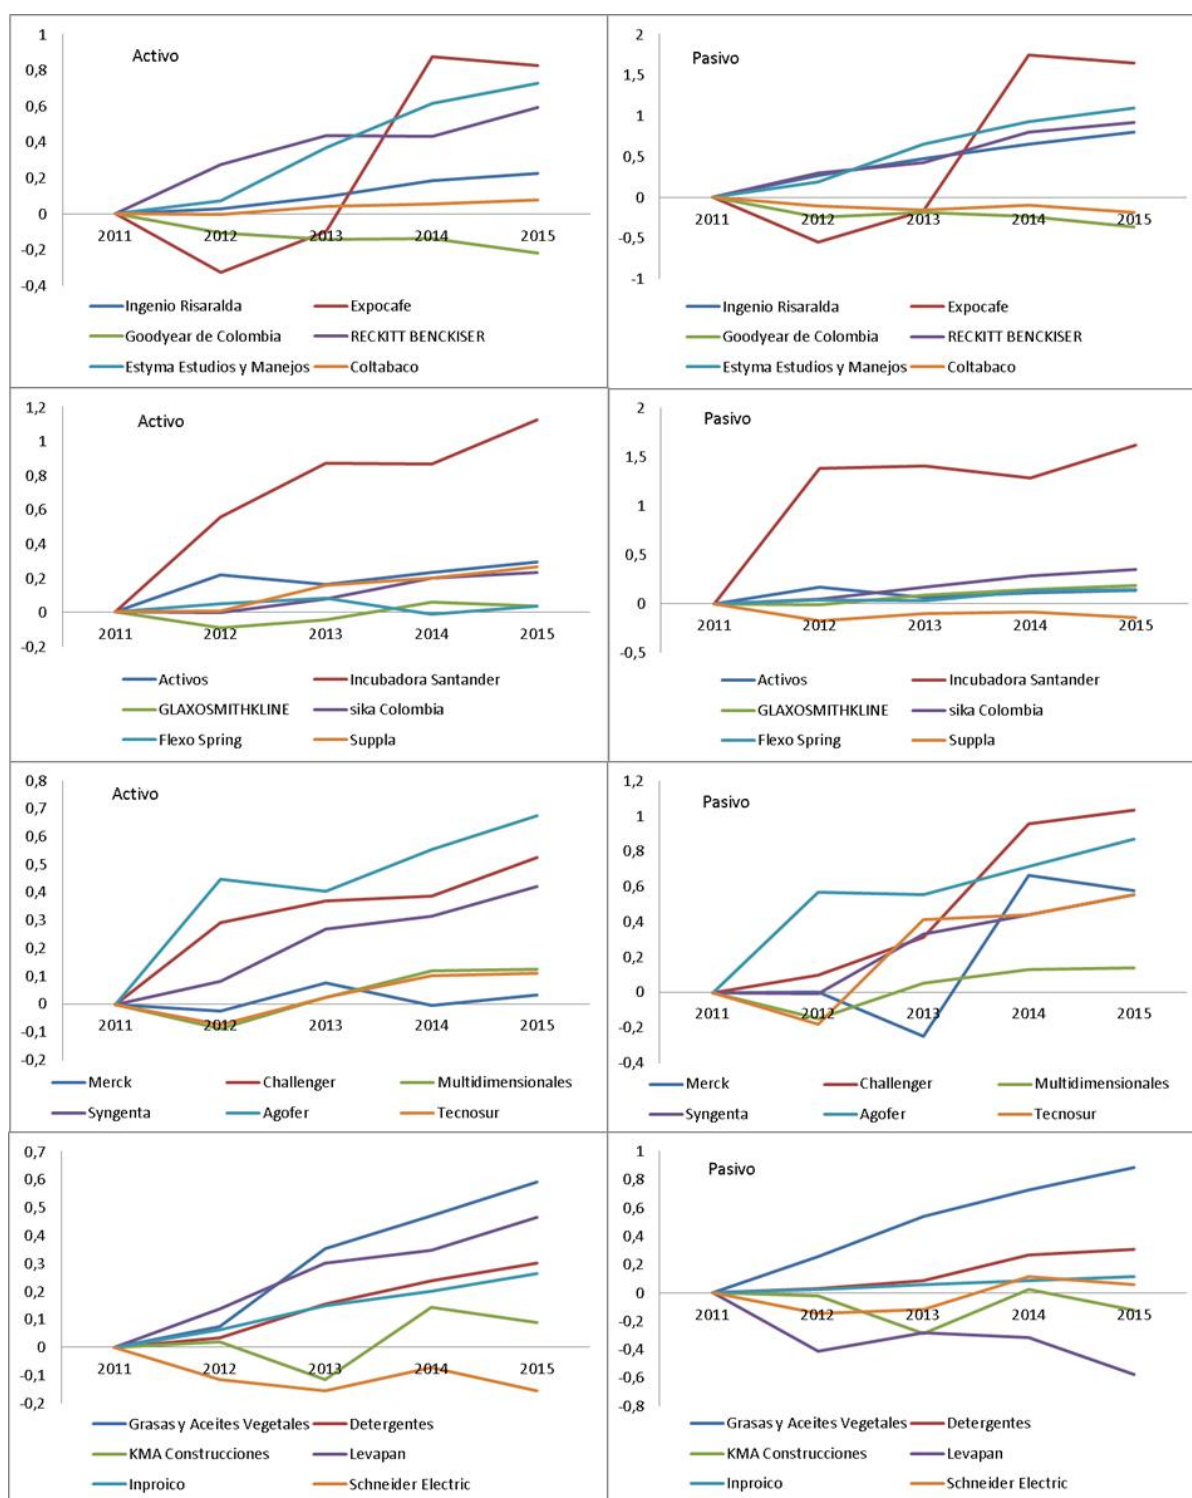 Activo
1
0,8
0,6
0,4
0,2
0
-0,2
-0,4
2011 2012 2013 2014 2015
Ingenio Risaralda Expocafe
Goodyear de Colombia RECKITT BENCKISER
Estyma Estudios y Manejos Coltabaco
Pasivo
2
1,5
1
0,5
0
-0,5
-1
2011 2012 2013 2014 2015
Ingenio Risaralda Expocafe
Goodyear de Colombia RECKITT BENCKISER
Estyma Estudios y Manejos Coltabaco
Activo
1,2
1
0,8
0,6
0,4
0,2
0
-0,2
2011 2012 2013 2014 2015
Activos Incubadora Santander
GLAXOSMITHKLINE sika Colombia
Flexo Spring Suppla
Pasivo
2
1,5
1
0,5
0
-0,5
2011 2012 2013 2014 2015
Activos Incubadora Santander
GLAXOSMITHKLINE sika Colombia
Flexo Spring Suppla
Activo
0,8
0,7
0,6
0,5
0,4
0,3
0,2
0,1
0
-0,1
-0,2
2011 2012 2013 2014 2015
Merck Challenger Multidimensionales
Syngenta Agofer Tecnosur
Pasivo
1,2
1
0,8
0,6
0,4
0,2
0
-0,2
-0,4
2011 2012 2013 2014 2015
Merck Challenger Multidimensionales
Syngenta Agofer Tecnosur
0,7
0,6
0,5
0,4
0,3
0,2
0,1
0
-0,1
-0,2
2011 2012 2013 2014 2015
Grasas y Aceites Vegetales Detergentes
KMA Construcciones Levapan
Inproico Schneider Electric
Pasivo
1
0,8
0,6
0,4
0,2
0
-0,2
-0,4
-0,6
-0,8
2011 2012 2013 2014 2015
Grasas y Aceites Vegetales Detergentes
KMA Construcciones Levapan
Inproico Schneider Electric